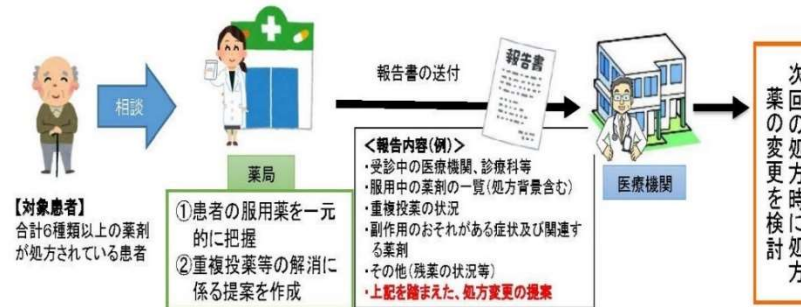 相談
【対象患者】
合計6種類以上の薬剤
が処方されている患者
薬局
①患者の服用薬を一元
的に把握
②重複投薬等の解消に
係る提案を作成
報告書の送付
報告書
<報告内容(例)>
・受診中の医療機関、診療科等
・服用中の薬剤の一覧(処方背景含む)
・重複投薬の状況
・副作用のおそれがある症状及び関連す
る薬剤
・その他(残薬の状況等)
・上記を踏まえた、処方変更の提案
医療機関
次回の処方時に処方
薬の変更を検討